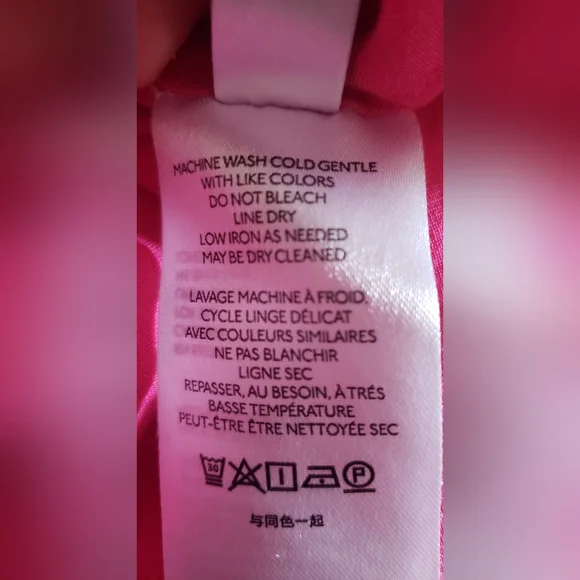 MACHINE WASH COLD GENTLE
WITH LIKE COLORS
DO NOT BLEACH
LINE DRY
LOW IRON AS NEEDED
MAY BE DRY CLEANED
LAVAGE MACHINE À FROID,
CYCLE LINGE DÉLICAT
AVEC COULEURS SIMILAIRES
NE PAS BLANCHIR
LIGNE SEC
REPASSER, AU BESOIN, À TRÉS
BASSE TEMPÉRATURE
PEUT-ÊTRE ÊTRE NETTOYÉE SEC
30 P
与同色一起